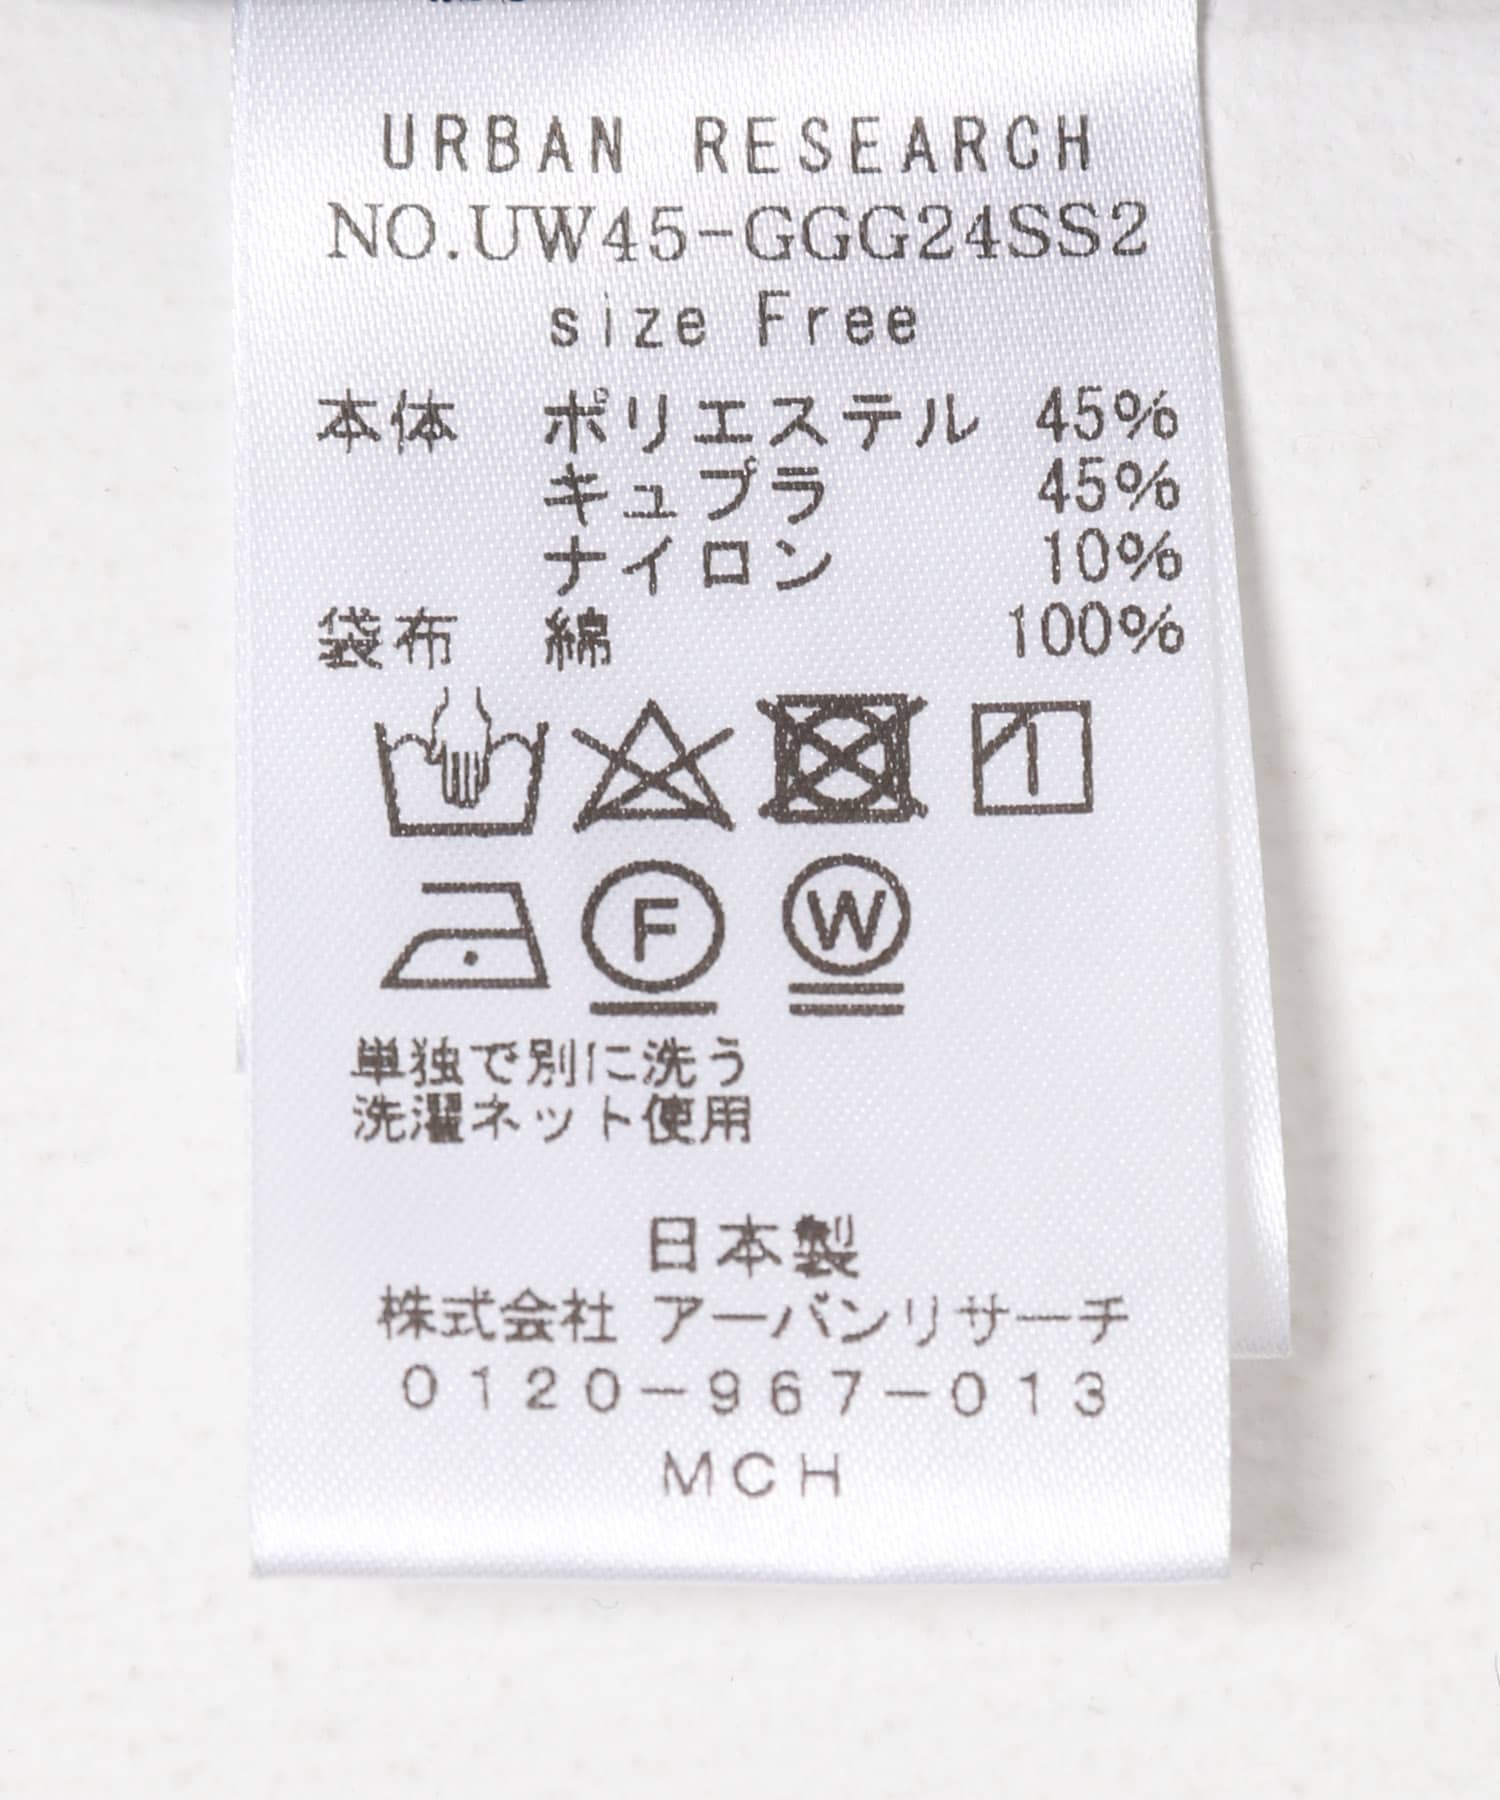 URBAN RESEARCH
NO.UW45-GGG24SS2
size Free
本体 ポリエステル 45%
キュプラ 45%
ナイロン 10%
袋布 綿 100%
F W
単独で別に洗う
洗濯ネット使用
日本製
株式会社 アーバンリサーチ
0120-967-013
MCH